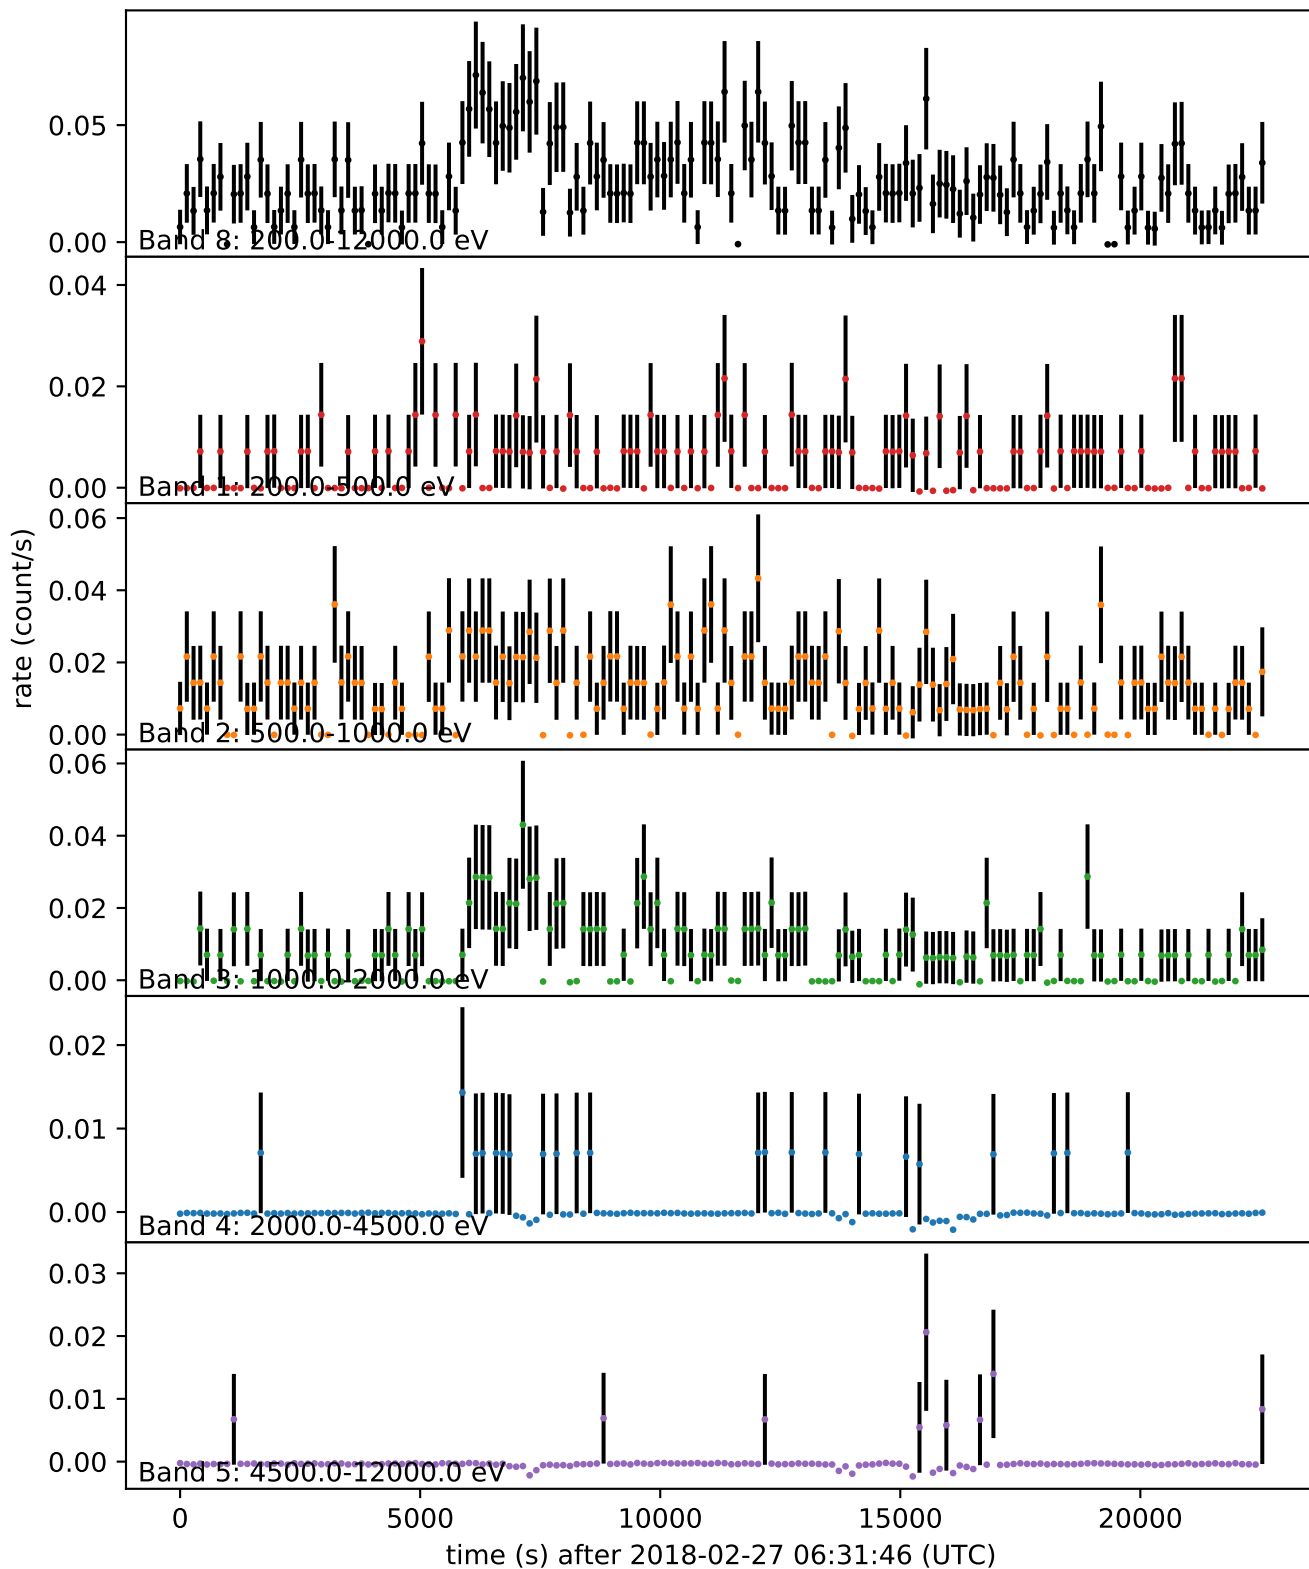 0.05
0.00
Band 8: 200.0-12000.0 eV
0.04
0.02
0.00
Band 1: 200.0-500.0 eV
0.06
0.04
0.02
0.00
Band 2: 500.0-1000.0 eV
rate (count/s)
0.06
0.04
0.02
0.00
Band 3: 1000.0-2000.0 eV
0.02
0.01
0.00
Band 4: 2000.0-4500.0 eV
0.03
0.02
0.01
0.00
Band 5: 4500.0-12000.0 eV
0 5000 10000 15000 20000
time (s) after 2018-02-27 06:31:46 (UTC)